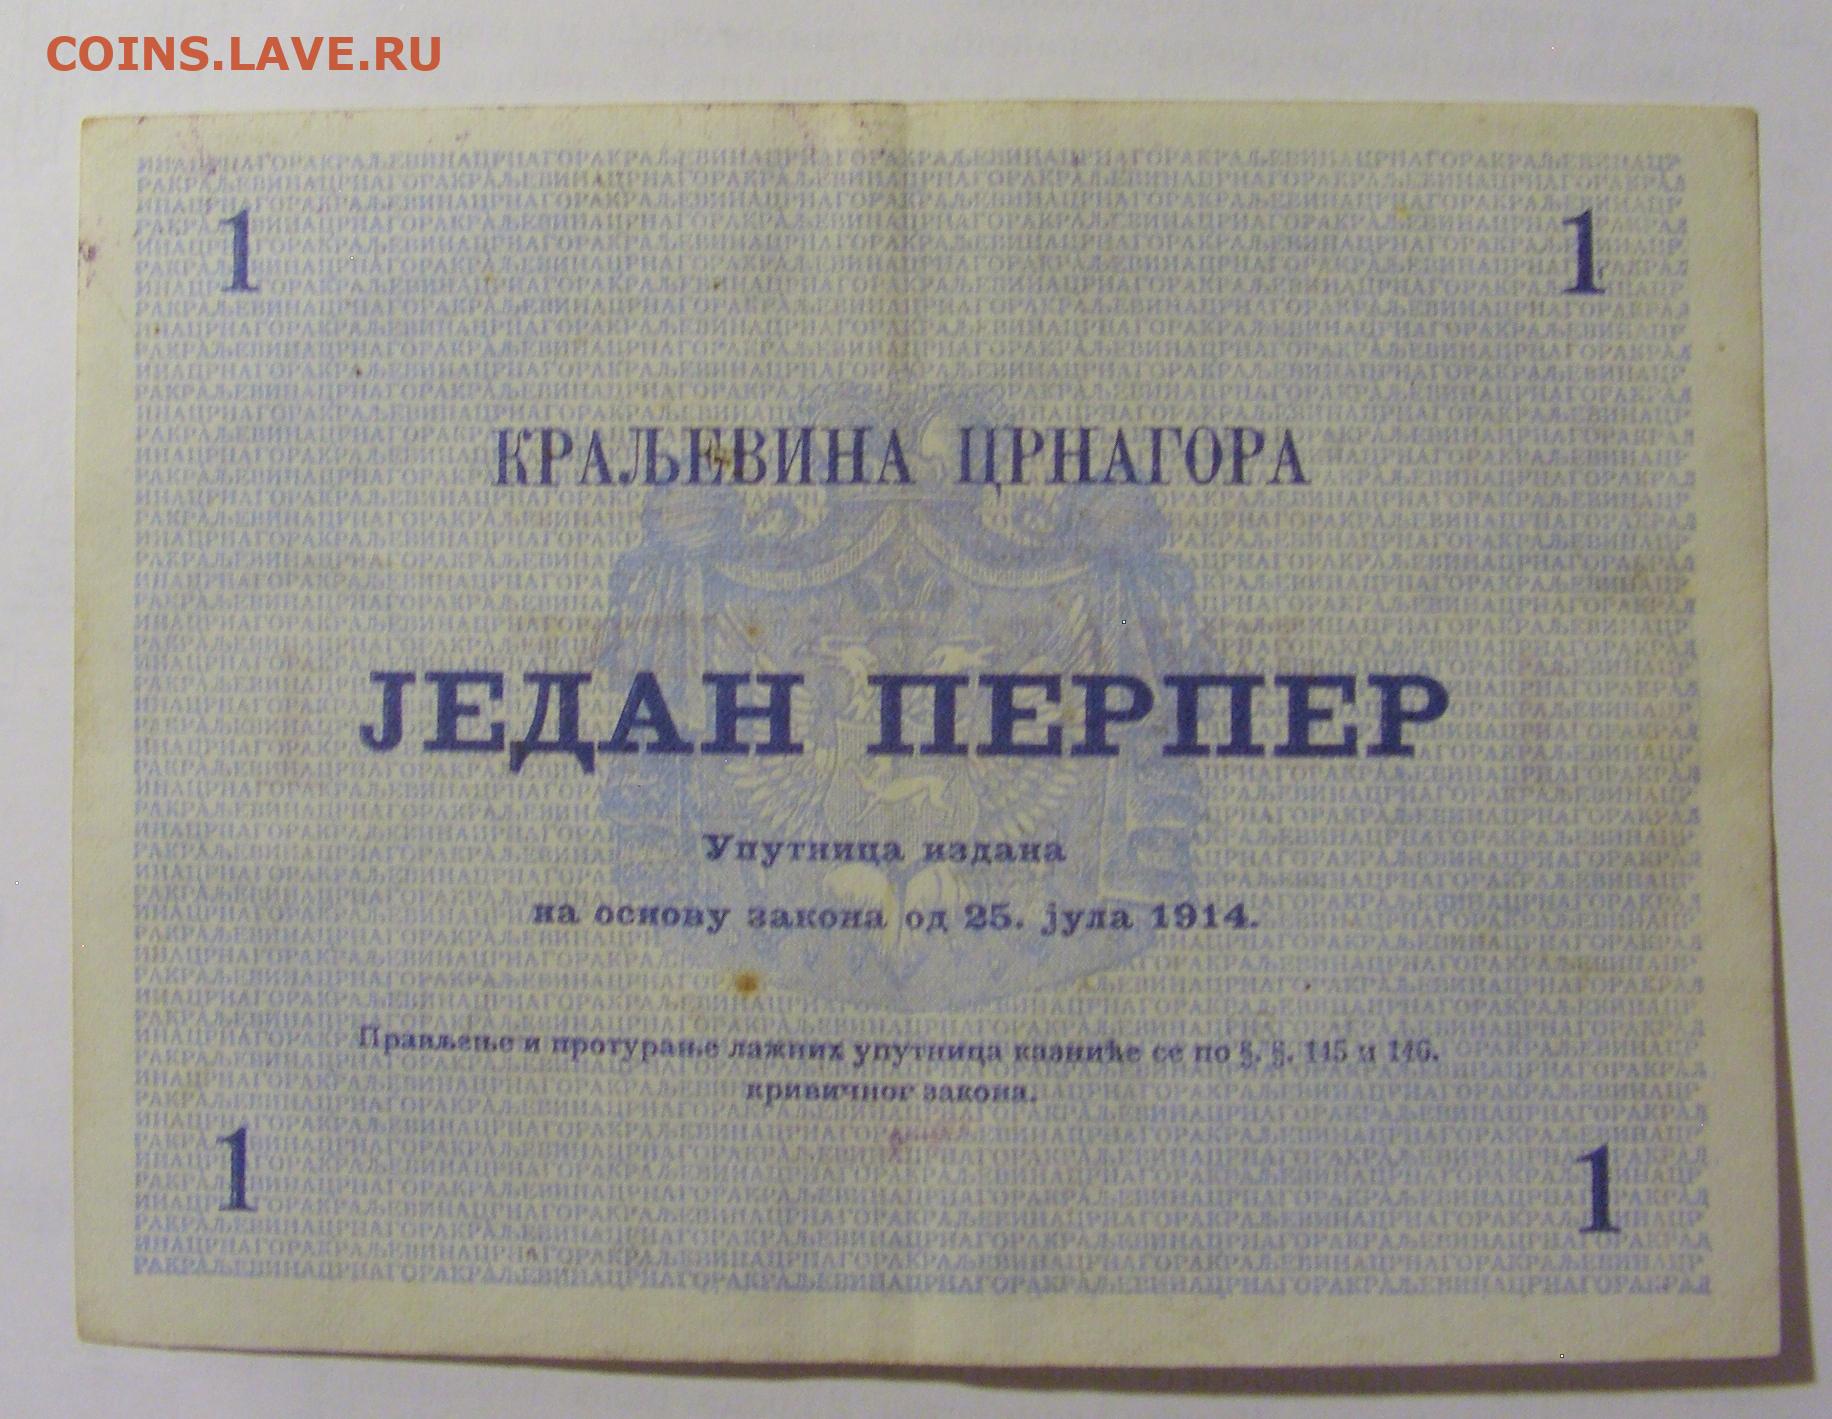 COINS.LAVE.RU
1 1
КРАЉЕВИНА ЦРНАГОРА
ЈЕДАН ПЕРПЕР
Упутница издана
на основу закона од 25. јула 1914.
Прављење и протурање лажних упутница казниће се по §. §. 145 и 146.
кривичног закона.
1 1